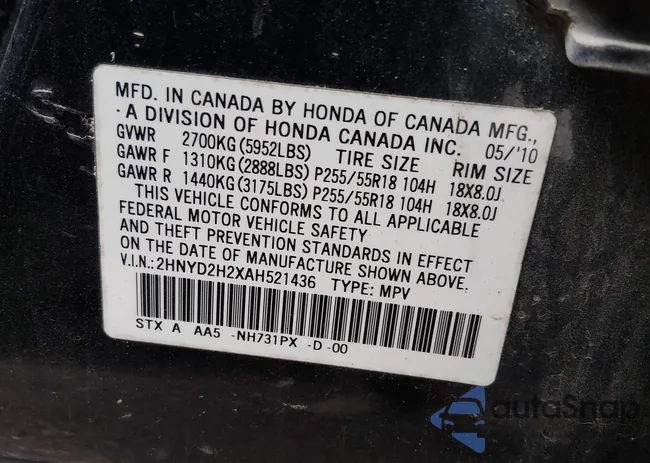 MFD. IN CANADA BY HONDA OF CANADA MFG.,
A DIVISION OF HONDA CANADA INC. 05/'10
GVWR 2700KG(5952LBS) TIRE SIZE RIM SIZE
GAWR F 1310KG(2888LBS) P255/55R18 104H 18X8.0J
GAWR R 1440KG(3175LBS) P255/55R18 104H 18X8.0J
THIS VEHICLE CONFORMS TO ALL APPLICABLE
FEDERAL MOTOR VEHICLE SAFETY
AND THEFT PREVENTION STANDARDS IN EFFECT
ON THE DATE OF MANUFACTURE SHOWN ABOVE.
V.I.N.:2HNYD2H2XAH521436 TYPE: MPV
STX A AA5 -NH731PX -D-00
autoSnap